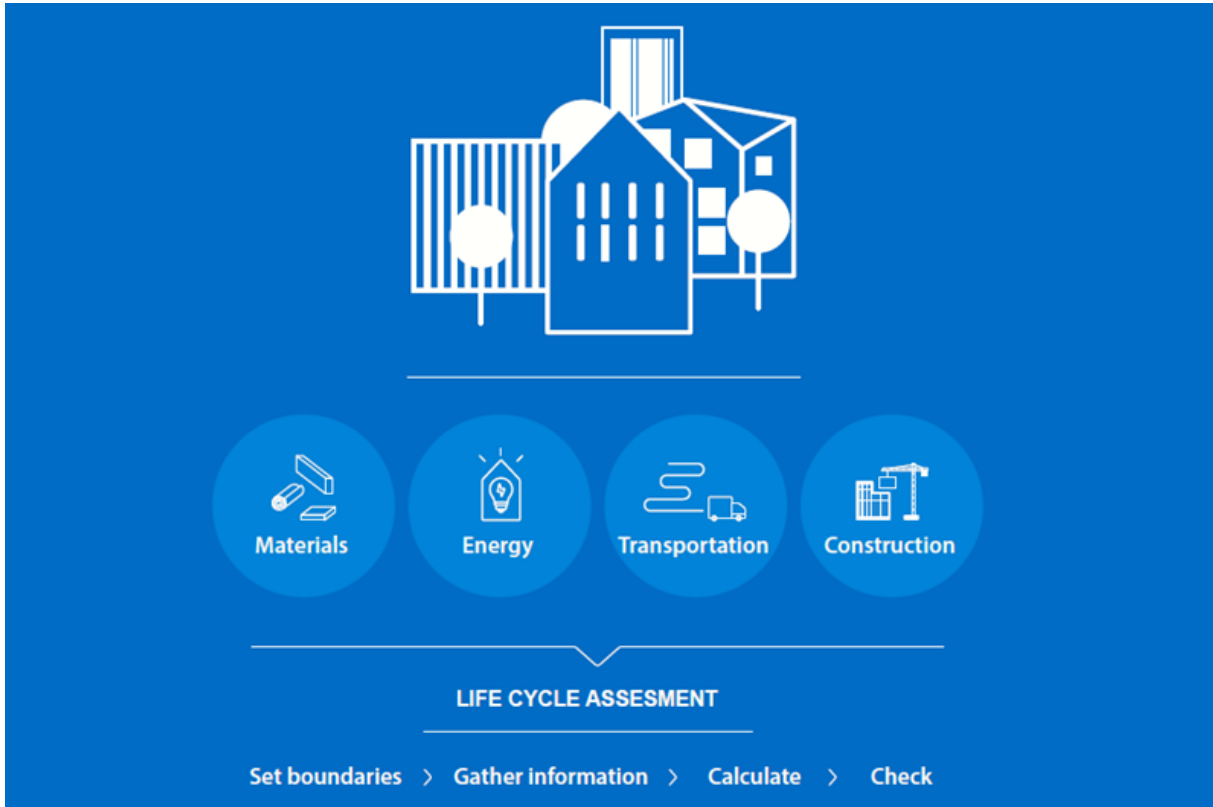 Materials Energy Transportation Construction
LIFE CYCLE ASSESMENT
Set boundaries > Gather information > Calculate > Check